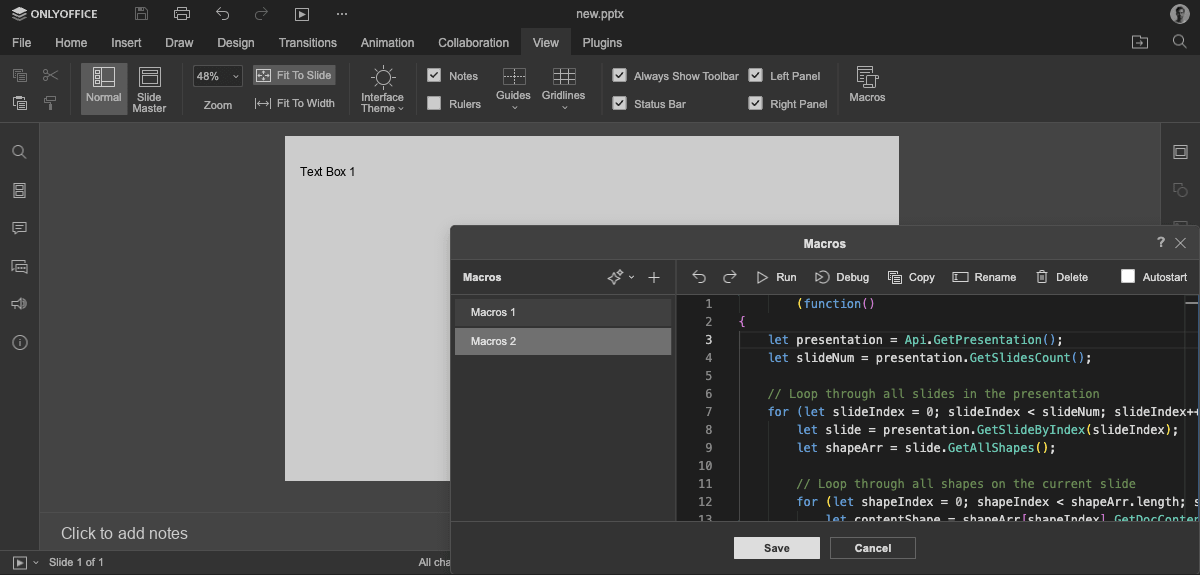 ONLYOFFICE
new.pptx
File Home Insert Draw Design Transitions Animation Collaboration View Plugins
Normal
Slide Master
48%
Zoom
Fit To Slide
Fit To Width
Interface Theme
Notes
Rulers
Guides
Gridlines
Always Show Toolbar
Status Bar
Left Panel
Right Panel
Macros
Text Box 1
Macros
?
Macros
Run Debug Copy Rename Delete Autostart
Macros 1
Macros 2
1 (function()
2 {
3 let presentation = Api.GetPresentation();
4 let slideNum = presentation.GetSlidesCount();
5
6 // Loop through all slides in the presentation
7 for (let slideIndex = 0; slideIndex < slideNum; slideIndex++
8 let slide = presentation.GetSlideByIndex(slideIndex);
9 let shapeArr = slide.GetAllShapes();
10
11 // Loop through all shapes on the current slide
12 for (let shapeIndex = 0; shapeIndex < shapeArr.length; s
13 let contentShape = shapeArr[shapeIndex].GetDocConten
Save Cancel
Click to add notes
Slide 1 of 1
All cha